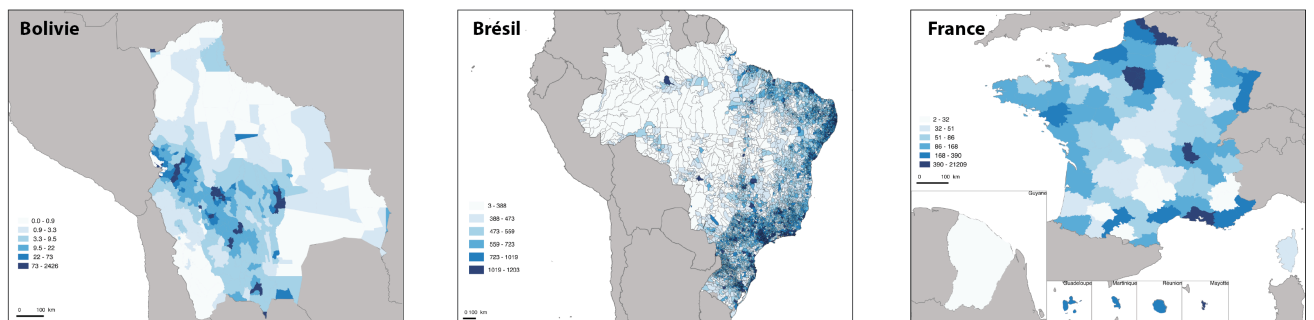 Bolivie
0.0 - 0.9
0.9 - 3.3
3.3 - 9.5
9.5 - 22
22 - 73
73 - 2426
0 100 km
Brésil
3 - 388
388 - 473
473 - 559
559 - 723
723 - 1019
1019 - 1203
0 100 km
France
2 - 32
32 - 51
51 - 86
86 - 168
168 - 390
390 - 21209
0 100 km
Guyane
Guadeloupe
Martinique
Réunion
Mayotte